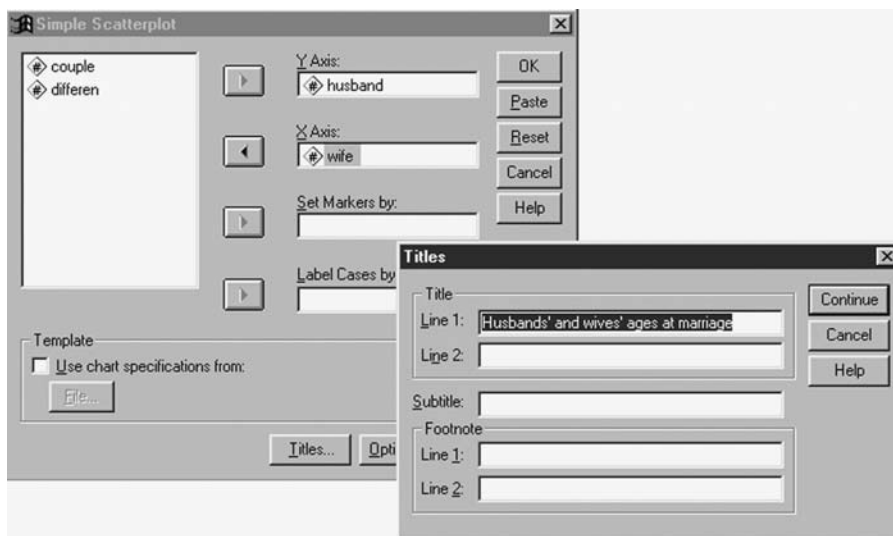 Simple Scatterplot
couple
differen
Y Axis:
husband
X Axis:
wife
Set Markers by:
Label Cases by
OK
Paste
Reset
Cancel
Help
Template
Use chart specifications from:
File...
Titles...
Opti
Titles
Title
Line 1:
Husbands' and wives' ages at marriage
Line 2:
Subtitle:
Footnote
Line 1:
Line 2:
Continue
Cancel
Help